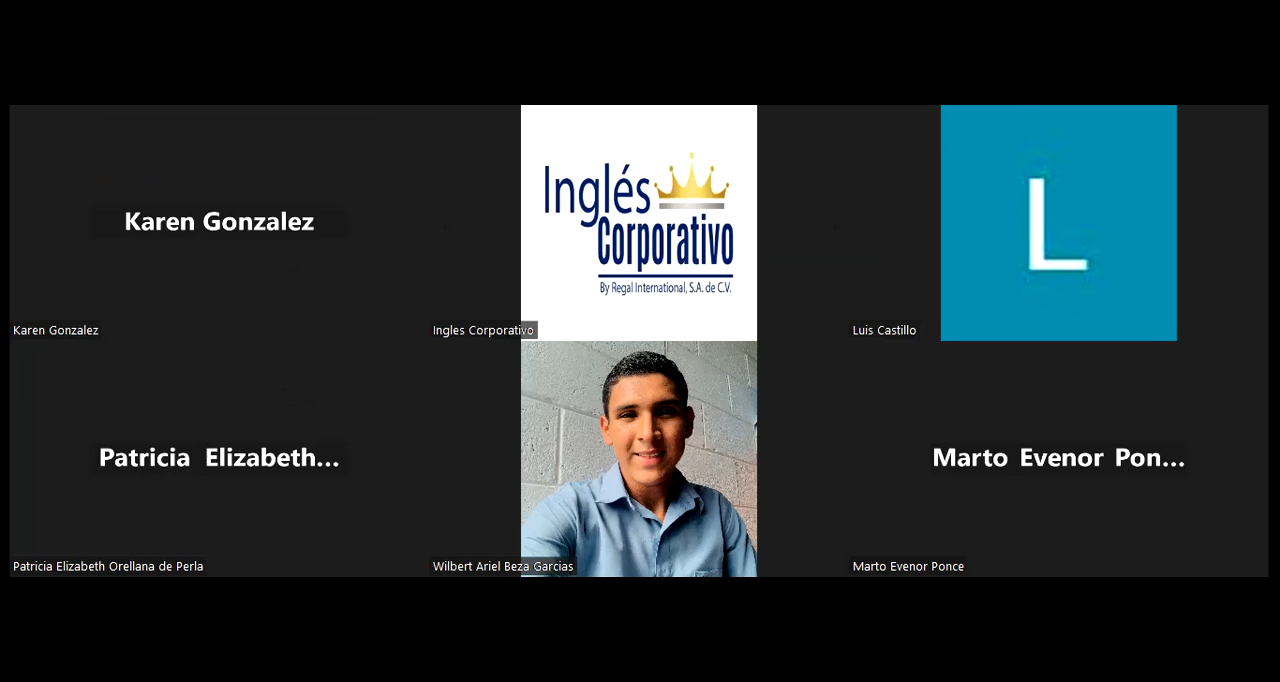 Karen Gonzalez
Karen Gonzalez
Inglés
Corporativo
By Regal International, S.A. de C.V.
Ingles Corporativo
L
Luis Castillo
Patricia Elizabeth...
Patricia Elizabeth Orellana de Perla
Wilbert Ariel Beza Garcias
Marto Evenor Pon...
Marto Evenor Ponce